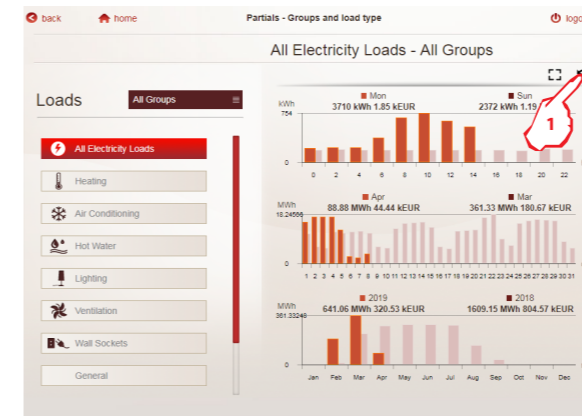 back home Partials - Groups and load type logo
All Electricity Loads - All Groups
Loads All Groups
All Electricity Loads
Heating
Air Conditioning
Hot Water
Lighting
Ventilation
Wall Sockets
General
kWh Mon Sun
3710 kWh 1.85 kEUR 2372 kWh 1.19
754
0
0 2 4 6 8 10 12 14 16 18 20 22
1
MWh Apr Mar
88.88 MWh 44.44 kEUR 361.33 MWh 180.67 kEUR
18.24566
0
1 2 3 4 5 6 7 8 9 10 11 12 13 14 15 16 17 18 19 20 21 22 23 24 25 26 27 28 29 30 31
MWh 2019 2018
641.06 MWh 320.53 kEUR 1609.15 MWh 804.57 kEUR
361.33248
0
Jan Feb Mar Apr May Jun Jul Aug Sep Oct Nov Dec